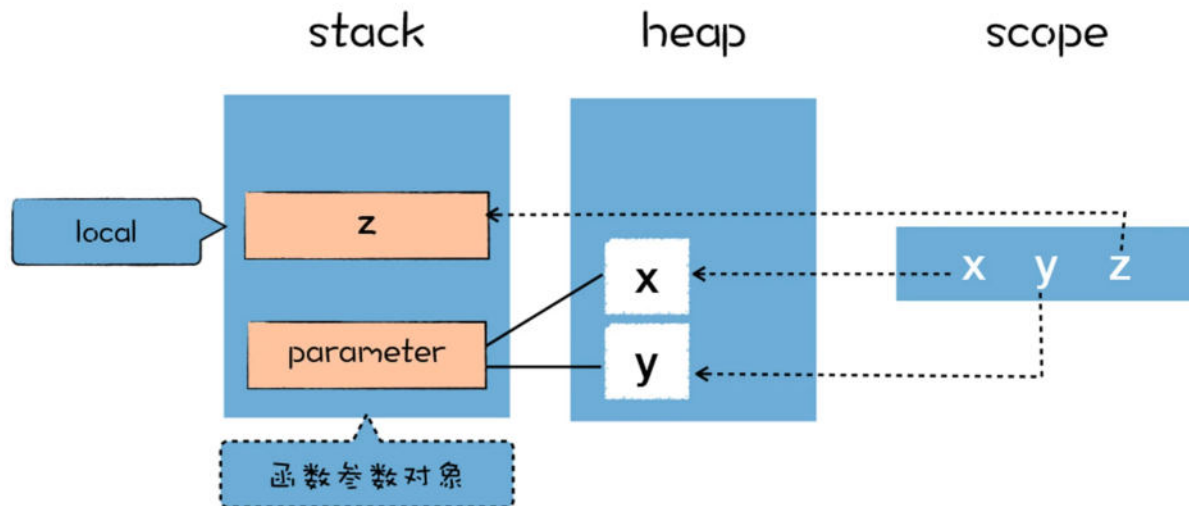 stack
heap
scope
local
z
x
y
parameter
x y z
函数参数对象